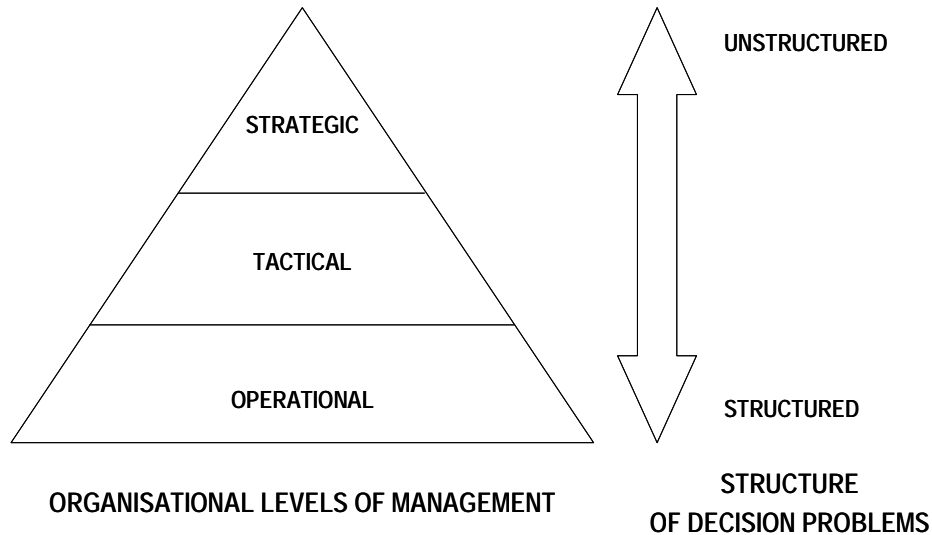 STRATEGIC
TACTICAL
OPERATIONAL
ORGANISATIONAL LEVELS OF MANAGEMENT
UNSTRUCTURED
STRUCTURED
STRUCTURE
OF DECISION PROBLEMS